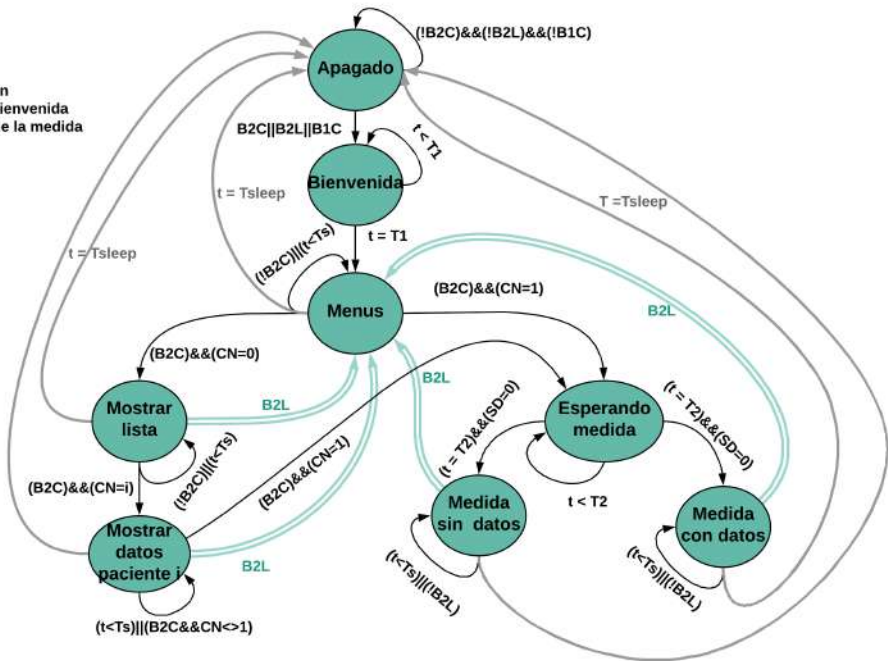 (!B2C)&&(!B2L)&&(!B1C)
Apagado
ienvenida
e la medida
B2C||B2L||B1C
t < T1
Bienvenida
t = Tsleep
T =Tsleep
t = T1
(!B2C)||(t<Ts)
t = Tsleep
(B2C)&&(CN=1)
Menus
B2L
(B2C)&&(CN=0)
B2L
Mostrar
lista
B2L
(t = T2)&&(SD=0)
Esperando
medida
(t = T2)&&(SD=0)
(!B2C)||(t<Ts)
(B2C)&&(CN=1)
(B2C)&&(CN=i)
t < T2
Medida
sin datos
Medida
con datos
Mostrar
datos
paciente i
B2L
(t<Ts)||(!B2L)
(t<Ts)||(!B2L)
(t<Ts)||(B2C&&CN<>1)